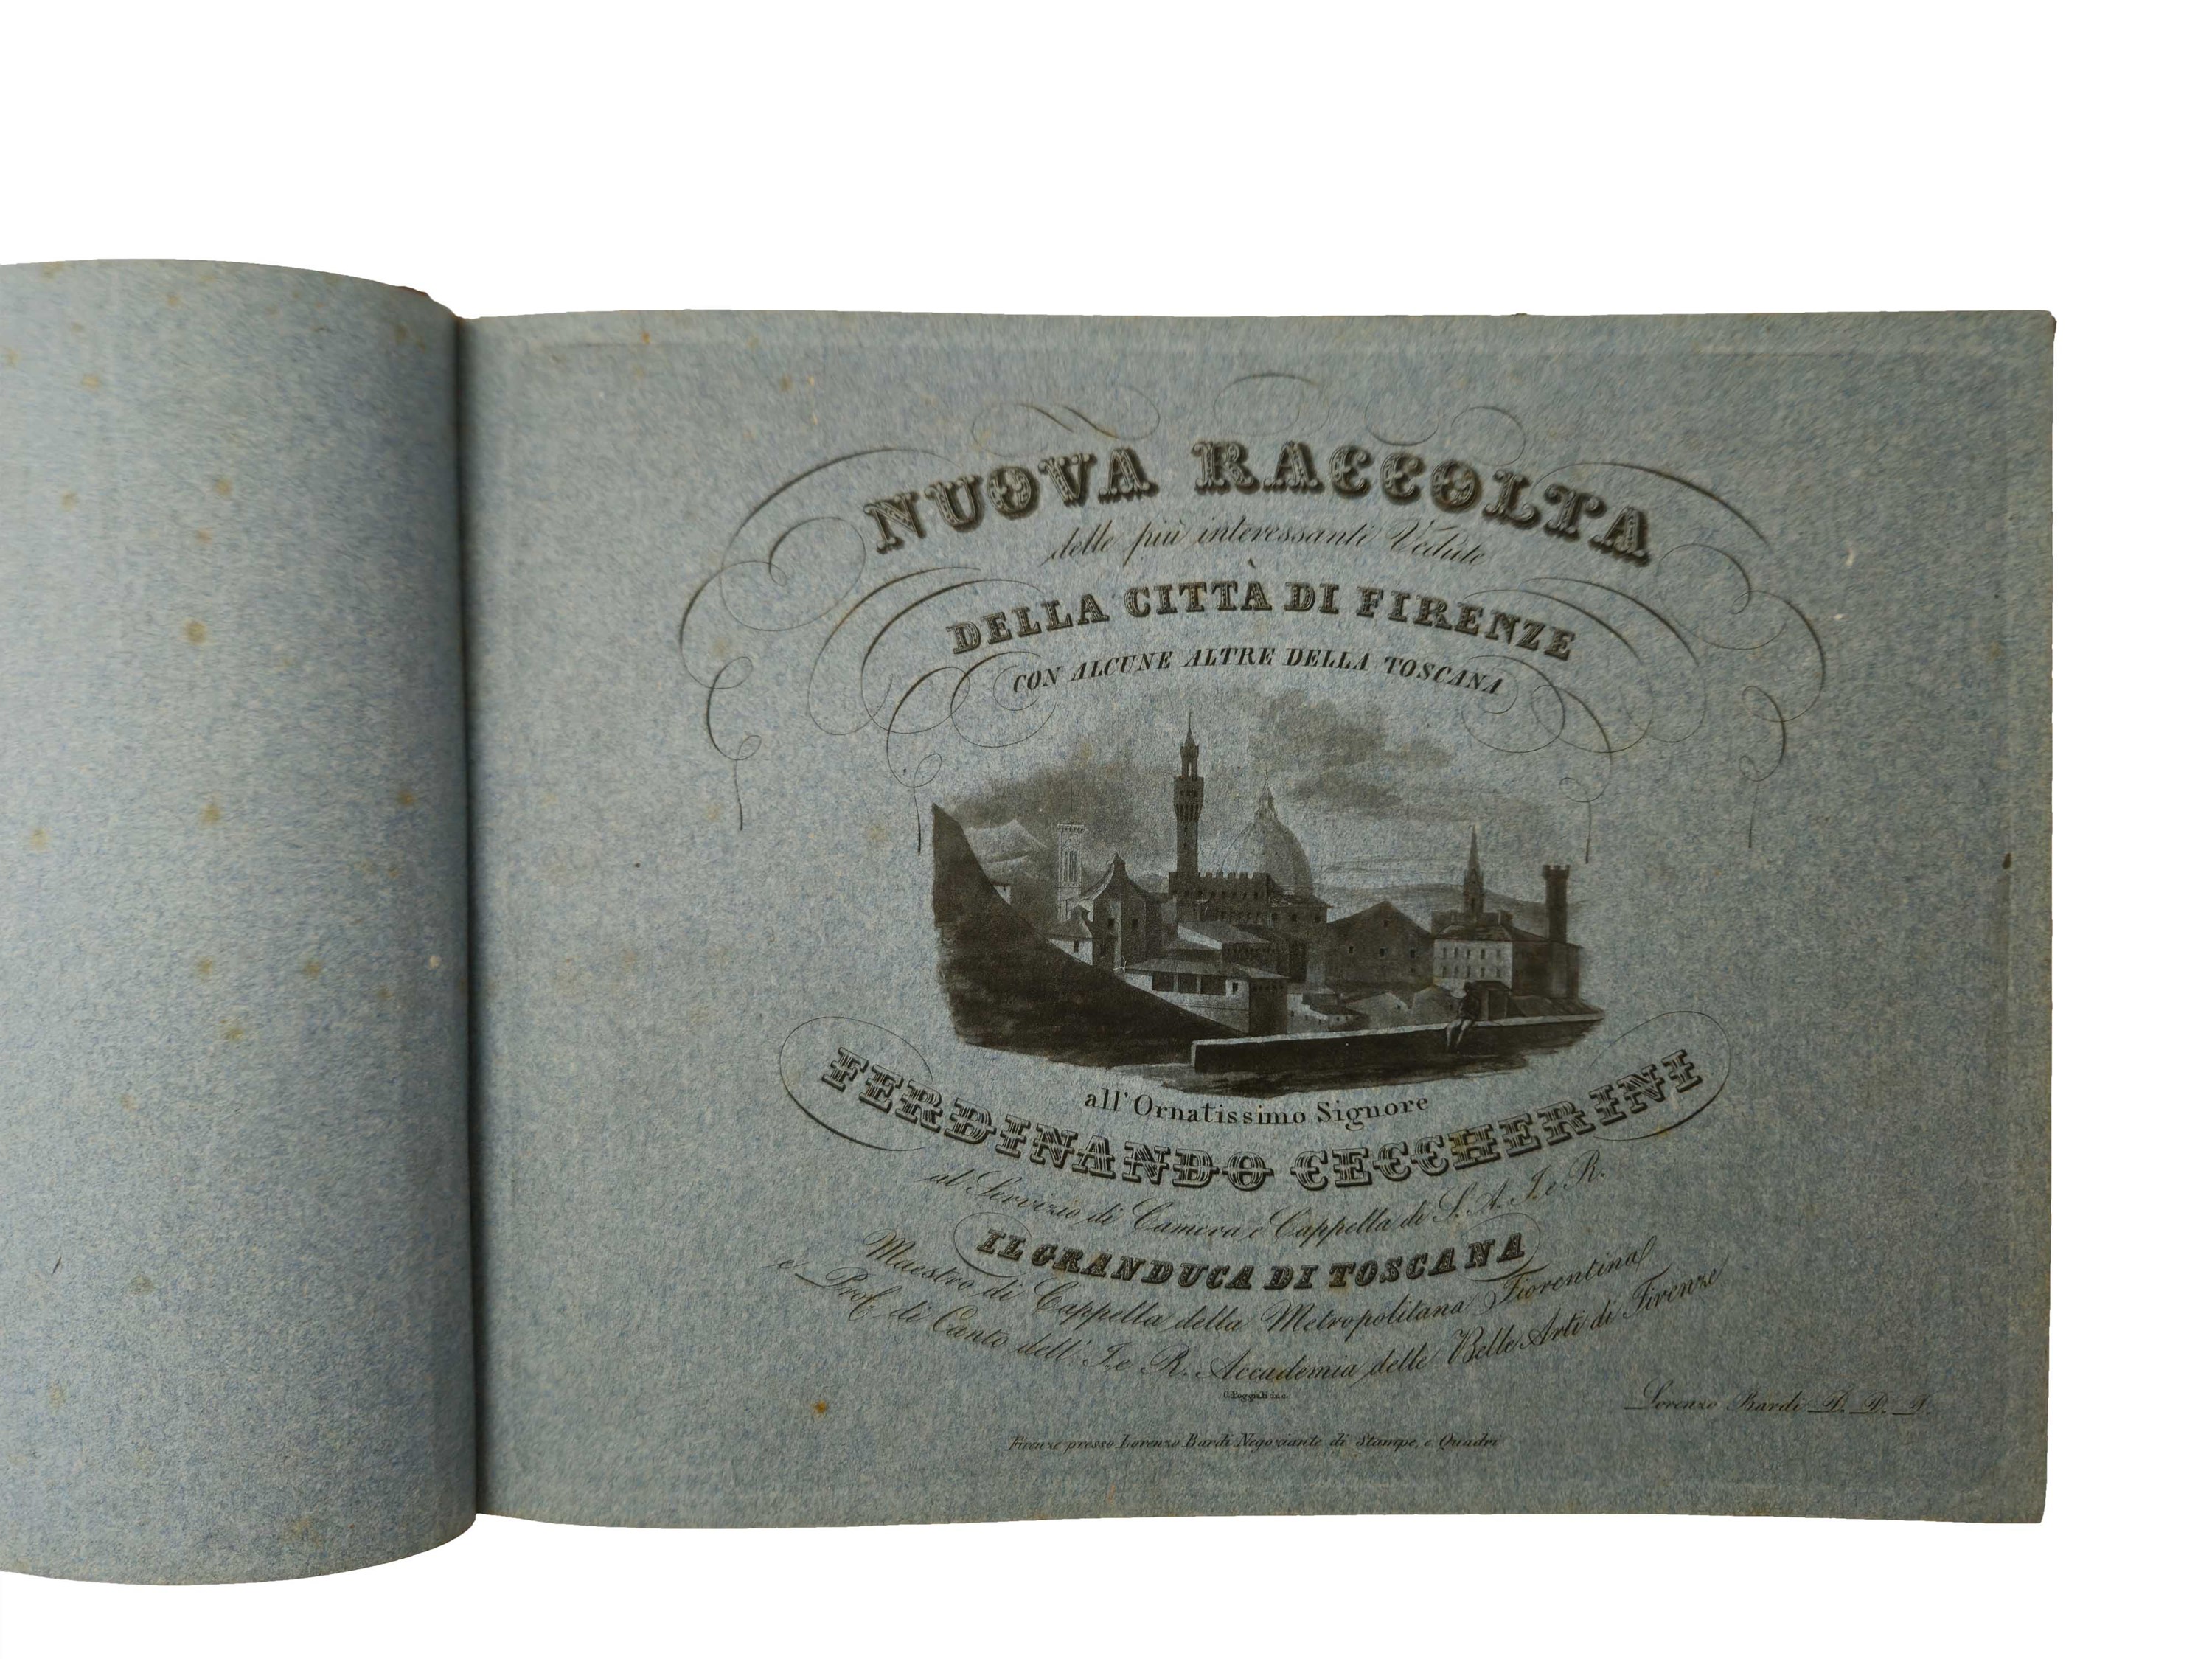 NUOVA RACCOLTA
delle più interessanti Vedute
DELLA CITTÀ DI FIRENZE
CON ALCUNE ALTRE DELLA TOSCANA
all'Ornatissimo Signore
FERDINANDO CECCHERINI
al Servizio di Camera e Cappella di S. A. I. e R.
IL GRANDUCA DI TOSCANA
Maestro di Cappella della Metropolitana Fiorentina
e Prof. di Canto dell' I. e R. Accademia delle Belle Arti di Firenze
Poggiali inc.
Lorenzo Bardi D. D. D.
Firenze presso Lorenzo Bardi Negoziante di Stampe, e Quadri